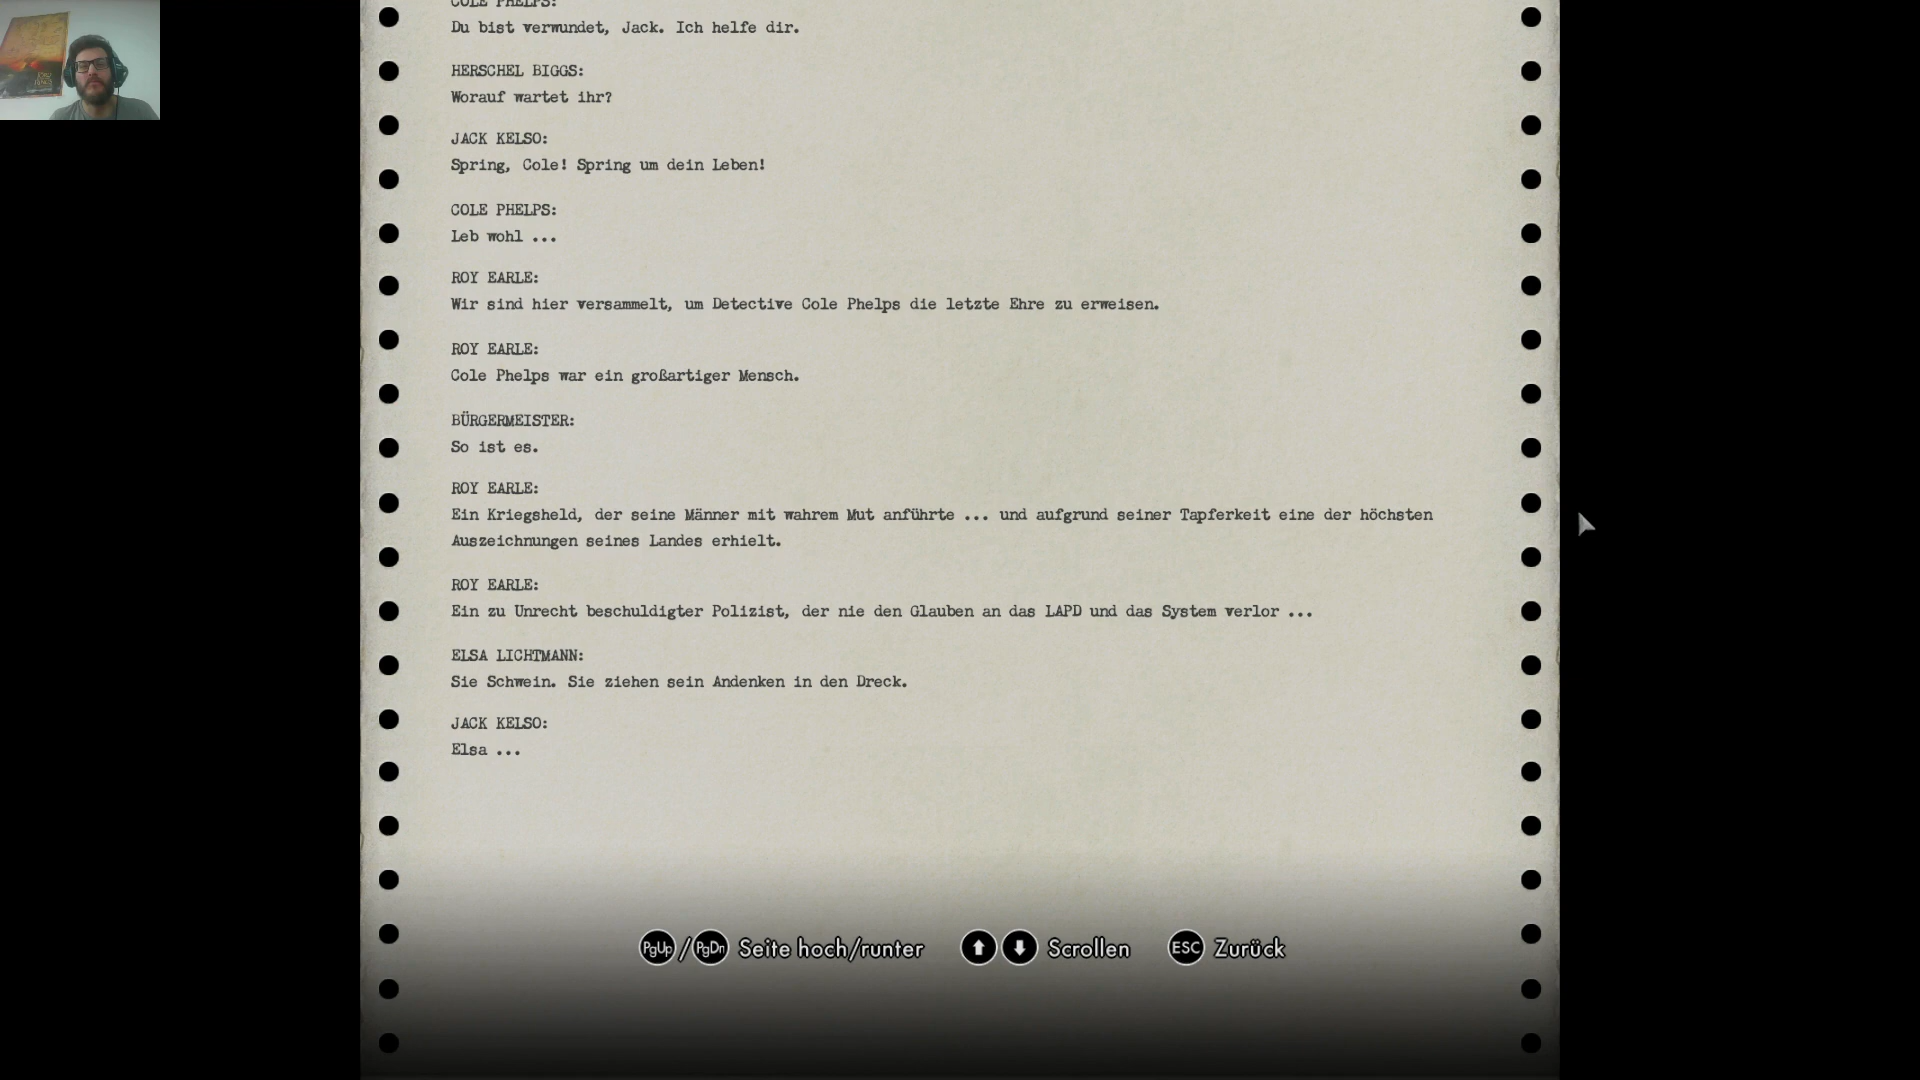 COLE PHELPS:
Du bist verwundet, Jack. Ich helfe dir.
HERSCHEL BIGGS:
Worauf wartet ihr?
JACK KELSO:
Spring, Cole! Spring um dein Leben!
COLE PHELPS:
Leb wohl ...
ROY EARLE:
Wir sind hier versammelt, um Detective Cole Phelps die letzte Ehre zu erweisen.
ROY EARLE:
Cole Phelps war ein großartiger Mensch.
BÜRGERMEISTER:
So ist es.
ROY EARLE:
Ein Kriegsheld, der seine Männer mit wahrem Mut anführte ... und aufgrund seiner Tapferkeit eine der höchsten
Auszeichnungen seines Landes erhielt.
ROY EARLE:
Ein zu Unrecht beschuldigter Polizist, der nie den Glauben an das LAPD und das System verlor ...
ELSA LICHTMANN:
Sie Schwein. Sie ziehen sein Andenken in den Dreck.
JACK KELSO:
Elsa ...
PgUp/PgDn Seite hoch/runter ⬆ ⬇ Scrollen ESC Zurück